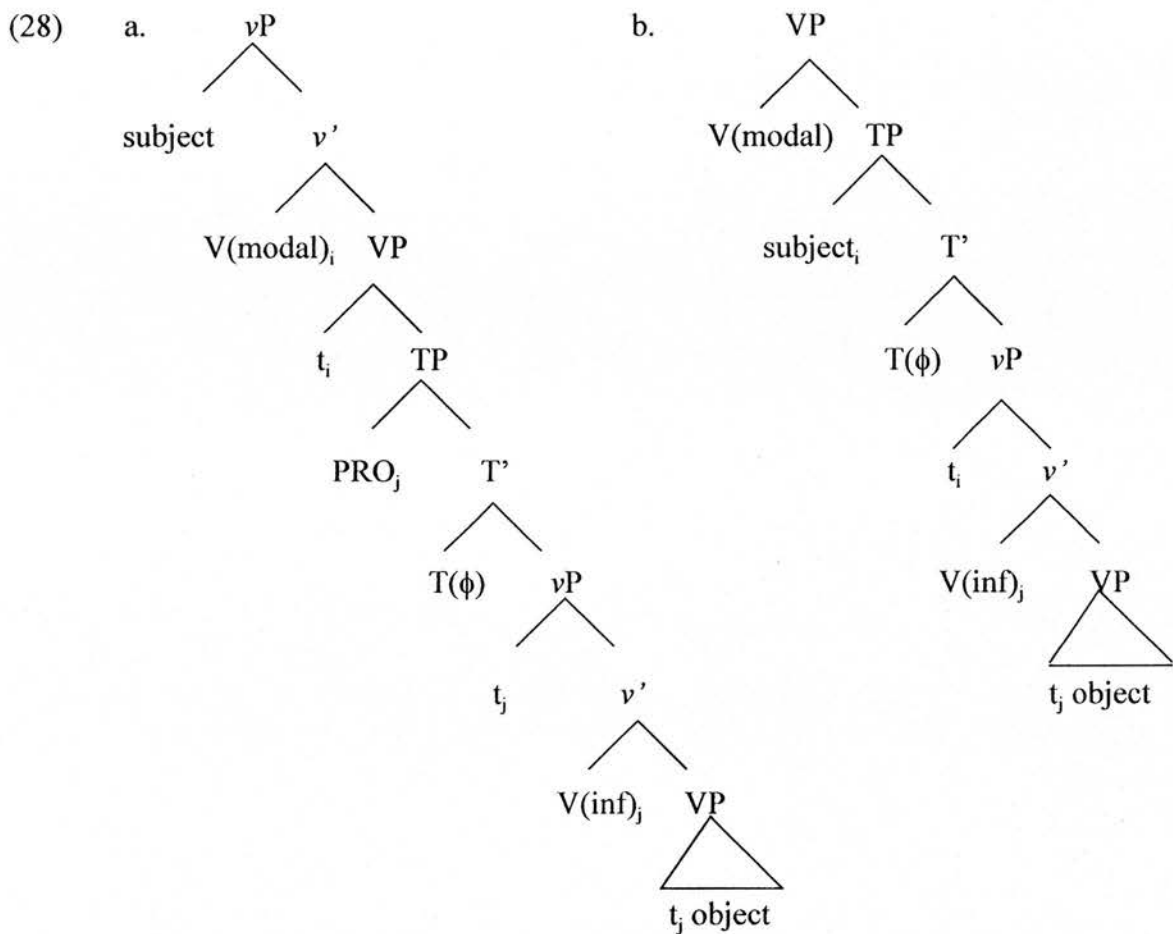 (28) a. vP b. VP
subject v’ V(modal) TP
V(modal)i VP subjecti T’
ti TP T(ϕ) vP
PROj T’ ti v’
T(ϕ) vP V(inf)j VP
tj v’ tj object
V(inf)j VP
tj object